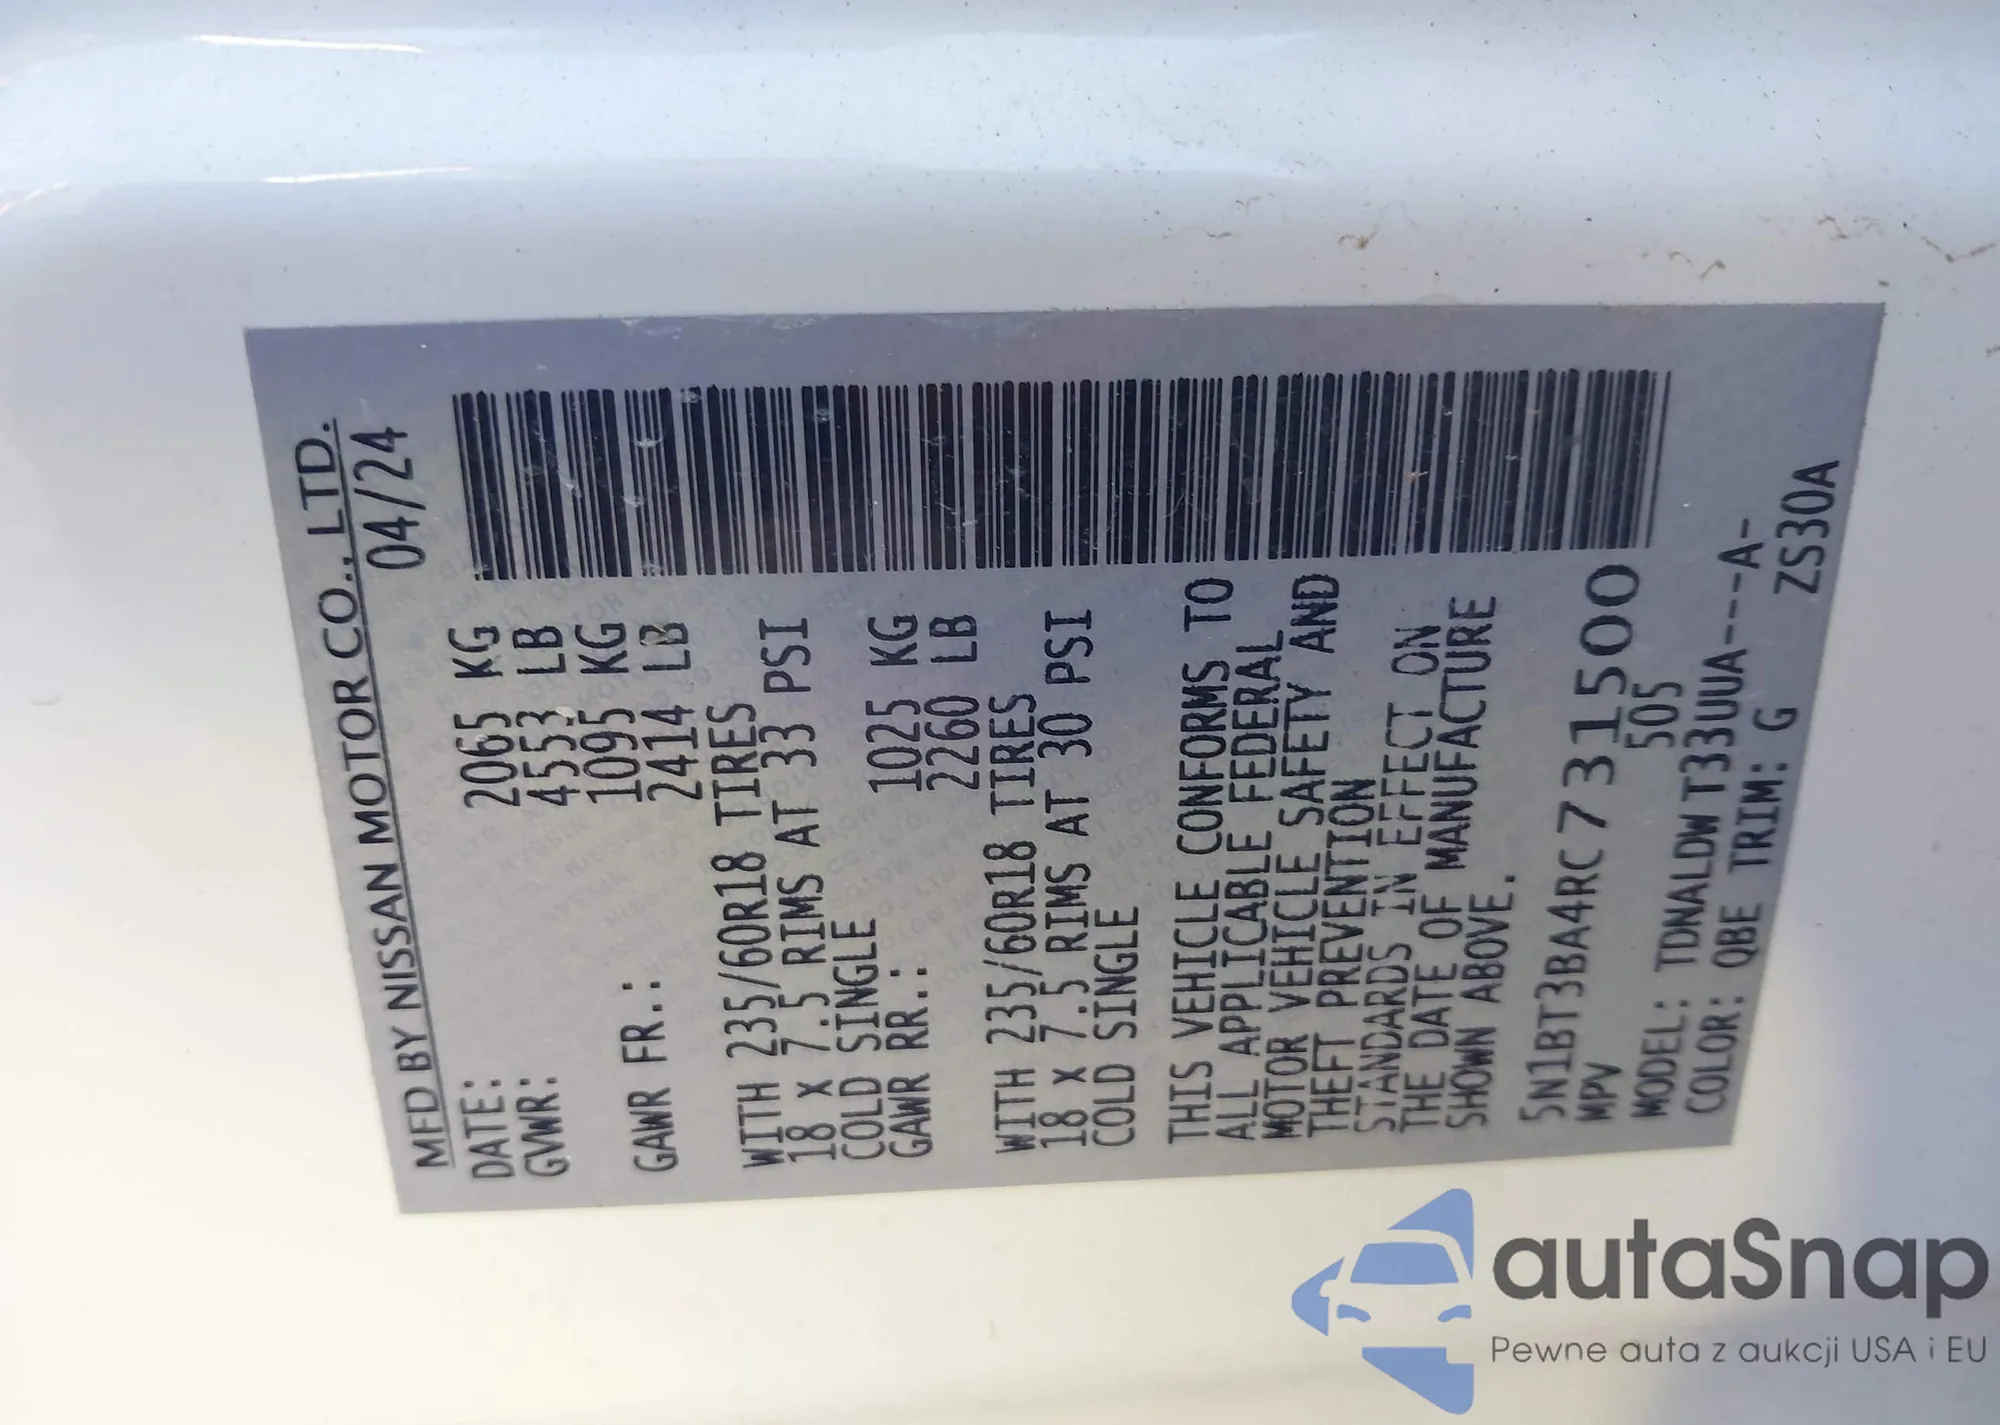 MFD BY NISSAN MOTOR CO., LTD.
DATE: 04/24
GVWR: 2065 KG
4553 LB
GAWR FR.: 1095 KG
2414 LB
WITH 235/60R18 TIRES
18 x 7.5 RIMS AT 33 PSI
COLD SINGLE
GAWR RR.: 1025 KG
2260 LB
WITH 235/60R18 TIRES
18 x 7.5 RIMS AT 30 PSI
COLD SINGLE
THIS VEHICLE CONFORMS TO
ALL APPLICABLE FEDERAL
MOTOR VEHICLE SAFETY AND
THEFT PREVENTION
STANDARDS IN EFFECT ON
THE DATE OF MANUFACTURE
SHOWN ABOVE.
5N1BT3BA4RC731500
MPV 505
MODEL: TDNALDWT33UUA---A-
COLOR: QBE TRIM: G ZS30A
autaSnap
Pewne auta z aukcji USA i EU